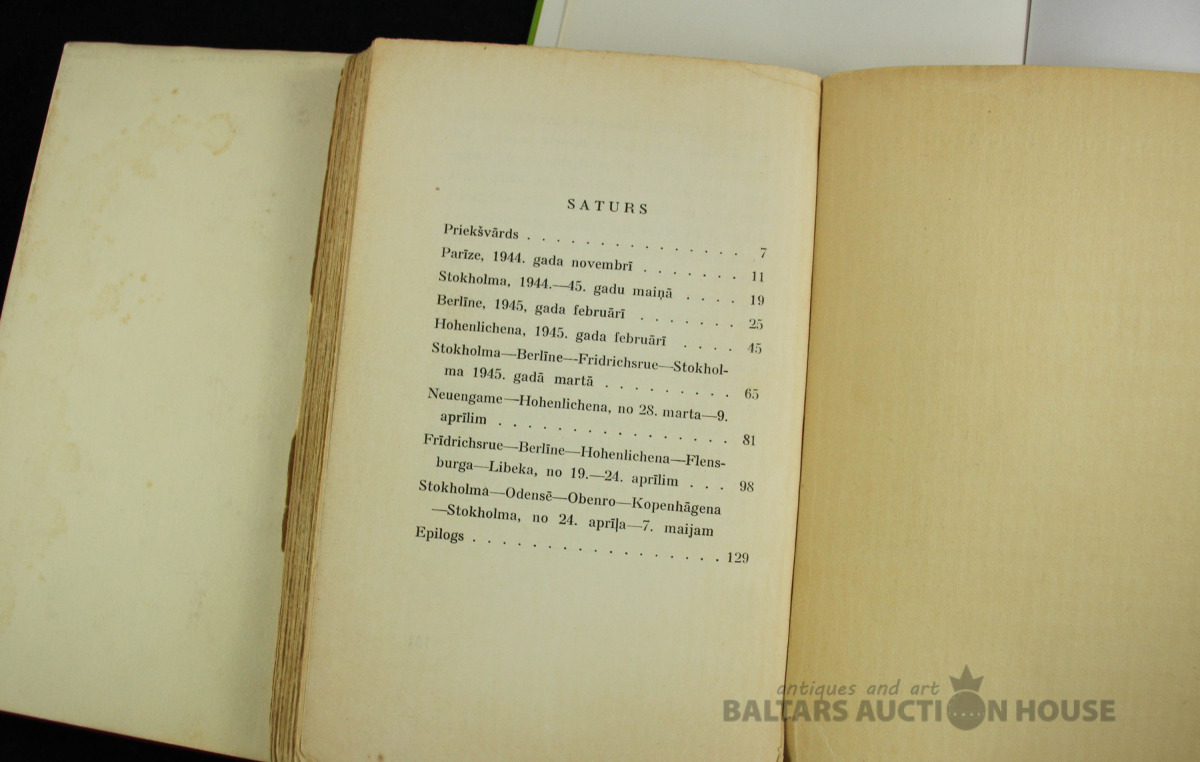 SATURS
Priekšvārds . . . . . . . . . . . . . . . 7
Parīze, 1944. gada novembrī . . . . . . . 11
Stokholma, 1944.—45. gadu maiņā . . . . 19
Berlīne, 1945, gada februārī . . . . . . . 25
Hohenlichena, 1945. gada februārī . . . . 45
Stokholma—Berlīne—Fridrichsrue—Stokhol-
ma 1945. gadā martā . . . . . . . . . 65
Neuengame—Hohenlichena, no 28. marta—9.
aprīlim . . . . . . . . . . . . . . . . 81
Frīdrichsrue—Berlīne—Hohenlichena—Flens-
burga—Libeka, no 19.—24. aprīlim . . . 98
Stokholma—Odensē—Obenro—Kopenhāgena
—Stokholma, no 24. aprīļa—7. maijam
Epilogs . . . . . . . . . . . . . . . . . 129
antiques and art
BALTARS AUCTION HOUSE